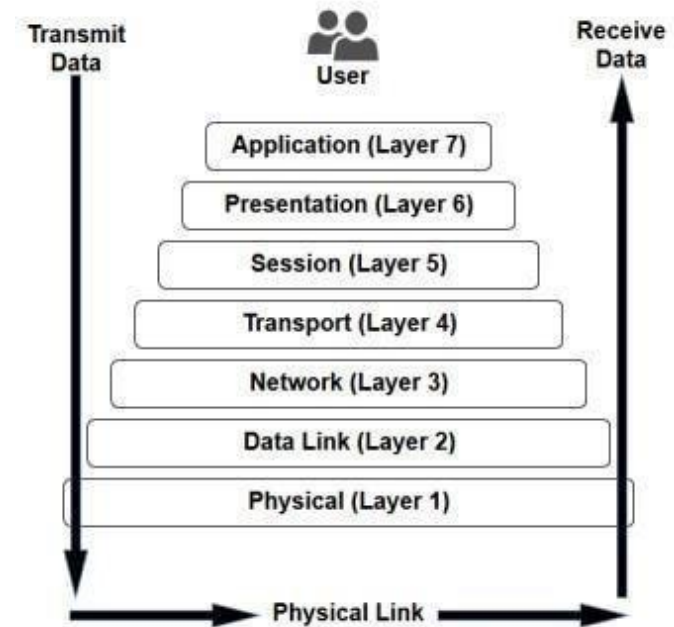 Transmit
Data
User
Receive
Data
Application (Layer 7)
Presentation (Layer 6)
Session (Layer 5)
Transport (Layer 4)
Network (Layer 3)
Data Link (Layer 2)
Physical (Layer 1)
Physical Link